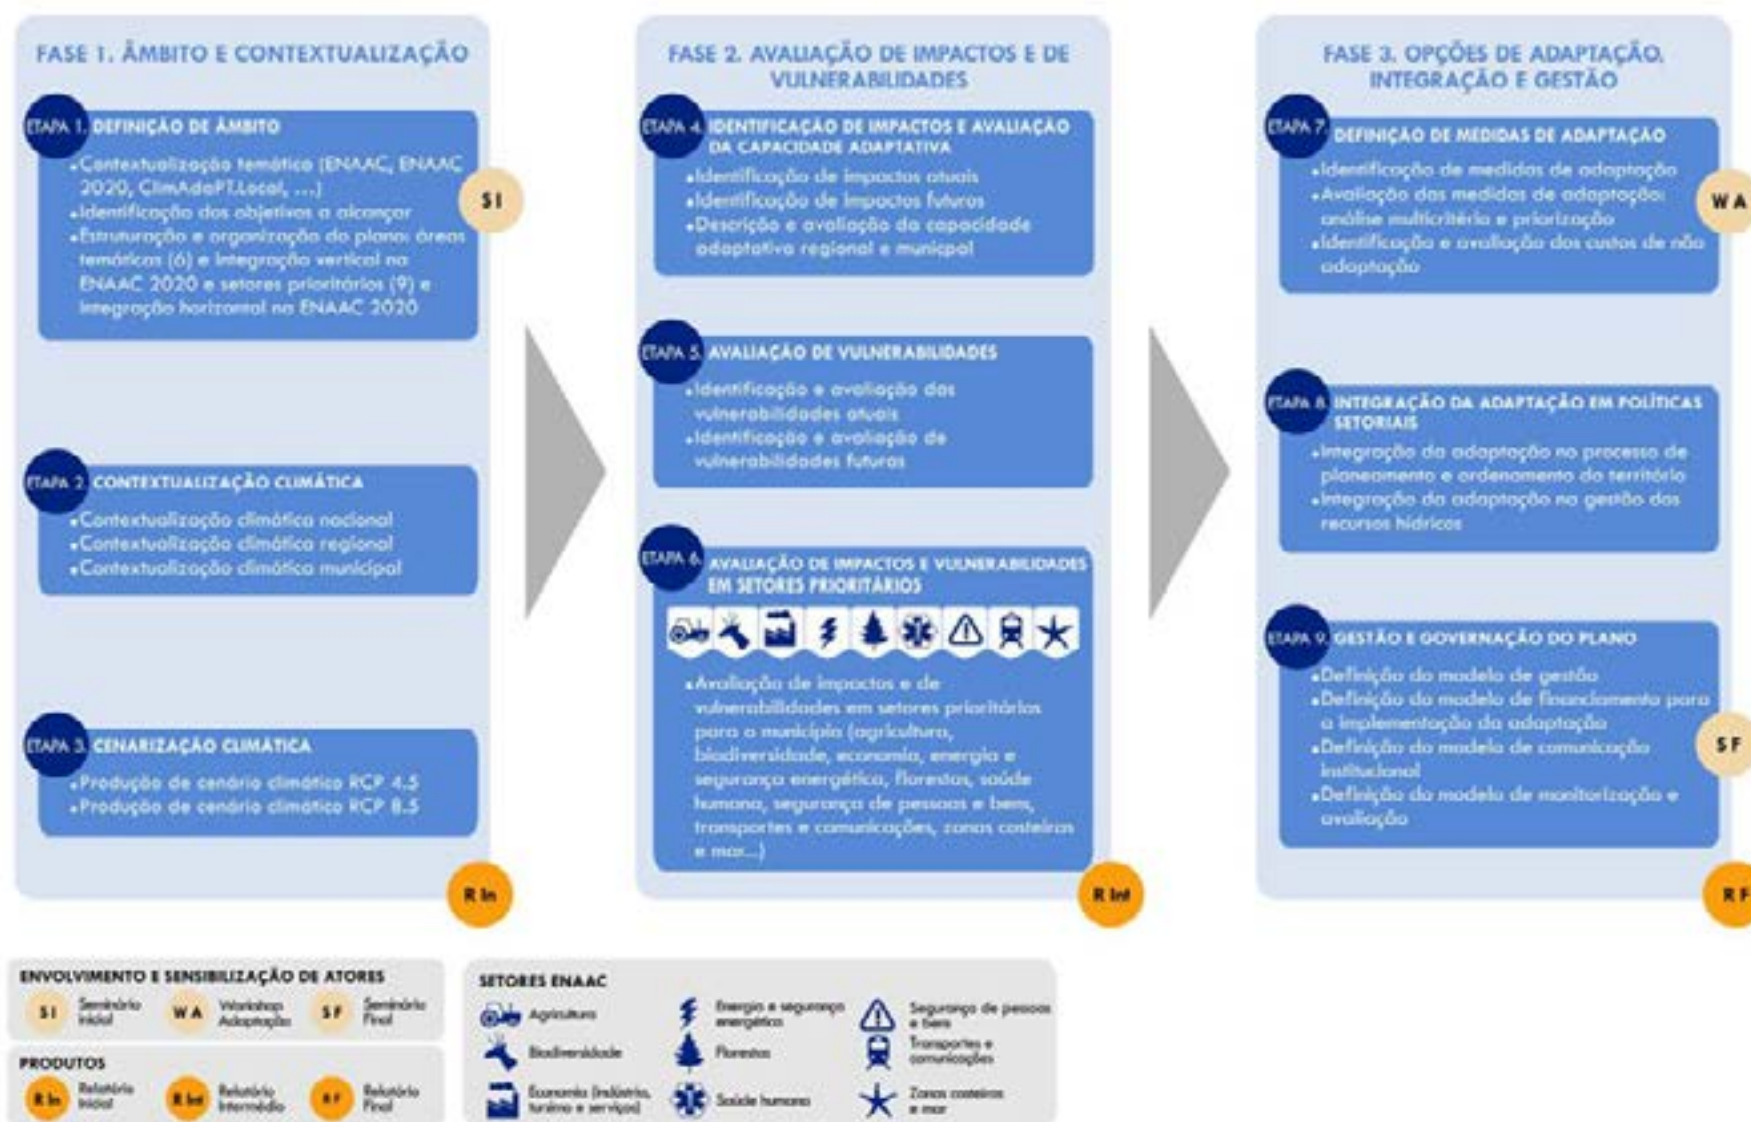 FASE 1. ÂMBITO E CONTEXTUALIZAÇÃO
ETAPA 1. DEFINIÇÃO DE ÂMBITO
•Contextualização temática (ENAAC, ENAAC
2020, ClimAdaPT.Local, ...)
•Identificação dos objetivos a alcançar
•Estruturação e organização do plano: áreas
temáticas (6) e integração vertical na
ENAAC 2020 e setores prioritários (9) e
integração horizontal na ENAAC 2020
S I
ETAPA 2. CONTEXTUALIZAÇÃO CLIMÁTICA
•Contextualização climática nacional
•Contextualização climática regional
•Contextualização climática municipal
ETAPA 3. CENARIZAÇÃO CLIMÁTICA
•Produção de cenário climático RCP 4.5
•Produção de cenário climático RCP 8.5
R In
FASE 2. AVALIAÇÃO DE IMPACTOS E DE
VULNERABILIDADES
ETAPA 4. IDENTIFICAÇÃO DE IMPACTOS E AVALIAÇÃO
DA CAPACIDADE ADAPTATIVA
•Identificação de impactos atuais
•Identificação de impactos futuros
•Descrição e avaliação da capacidade
adaptativa regional e municpal
ETAPA 5. AVALIAÇÃO DE VULNERABILIDADES
•Identificação e avaliação das
vulnerabilidades atuais
•Identificação e avaliação de
vulnerabilidades futuras
ETAPA 6. AVALIAÇÃO DE IMPACTOS E VULNERABILIDADES
EM SETORES PRIORITÁRIOS
•Avaliação de impactos e de
vulnerabilidades em setores prioritários
para o município (agricultura,
biodiversidade, economia, energia e
segurança energética, florestas, saúde
humana, segurança de pessoas e bens,
transportes e comunicações, zonas costeiras
e mar...)
R Int
FASE 3. OPÇÕES DE ADAPTAÇÃO,
INTEGRAÇÃO E GESTÃO
ETAPA 7. DEFINIÇÃO DE MEDIDAS DE ADAPTAÇÃO
•Identificação de medidas de adaptação
•Avaliação das medidas de adaptação:
análise multicritério e priorização
•Identificação e avaliação dos custos de não
adaptação
W A
ETAPA 8. INTEGRAÇÃO DA ADAPTAÇÃO EM POLÍTICAS
SETORIAIS
•Integração da adaptação no processo de
planeamento e ordenamento do território
•Integração da adaptação na gestão dos
recursos hídricos
ETAPA 9. GESTÃO E GOVERNAÇÃO DO PLANO
•Definição do modelo de gestão
•Definição do modelo de financiamento para
a implementação da adaptação
•Definição do modelo de comunicação
institucional
•Definição do modelo de monitorização e
avaliação
S F
R F
ENVOLVIMENTO E SENSIBILIZAÇÃO DE ATORES
S I Seminário
Inicial
W A Workshop
Adaptação
S F Seminário
Final
PRODUTOS
R In Relatório
Inicial
R Int Relatório
Intermédio
R F Relatório
Final
SETORES ENAAC
Agricultura
Biodiversidade
Economia (indústria,
turismo e serviços)
Energia e segurança
energética
Florestas
Saúde humana
Segurança de pessoas
e bens
Transportes e
comunicações
Zonas costeiras
e mar